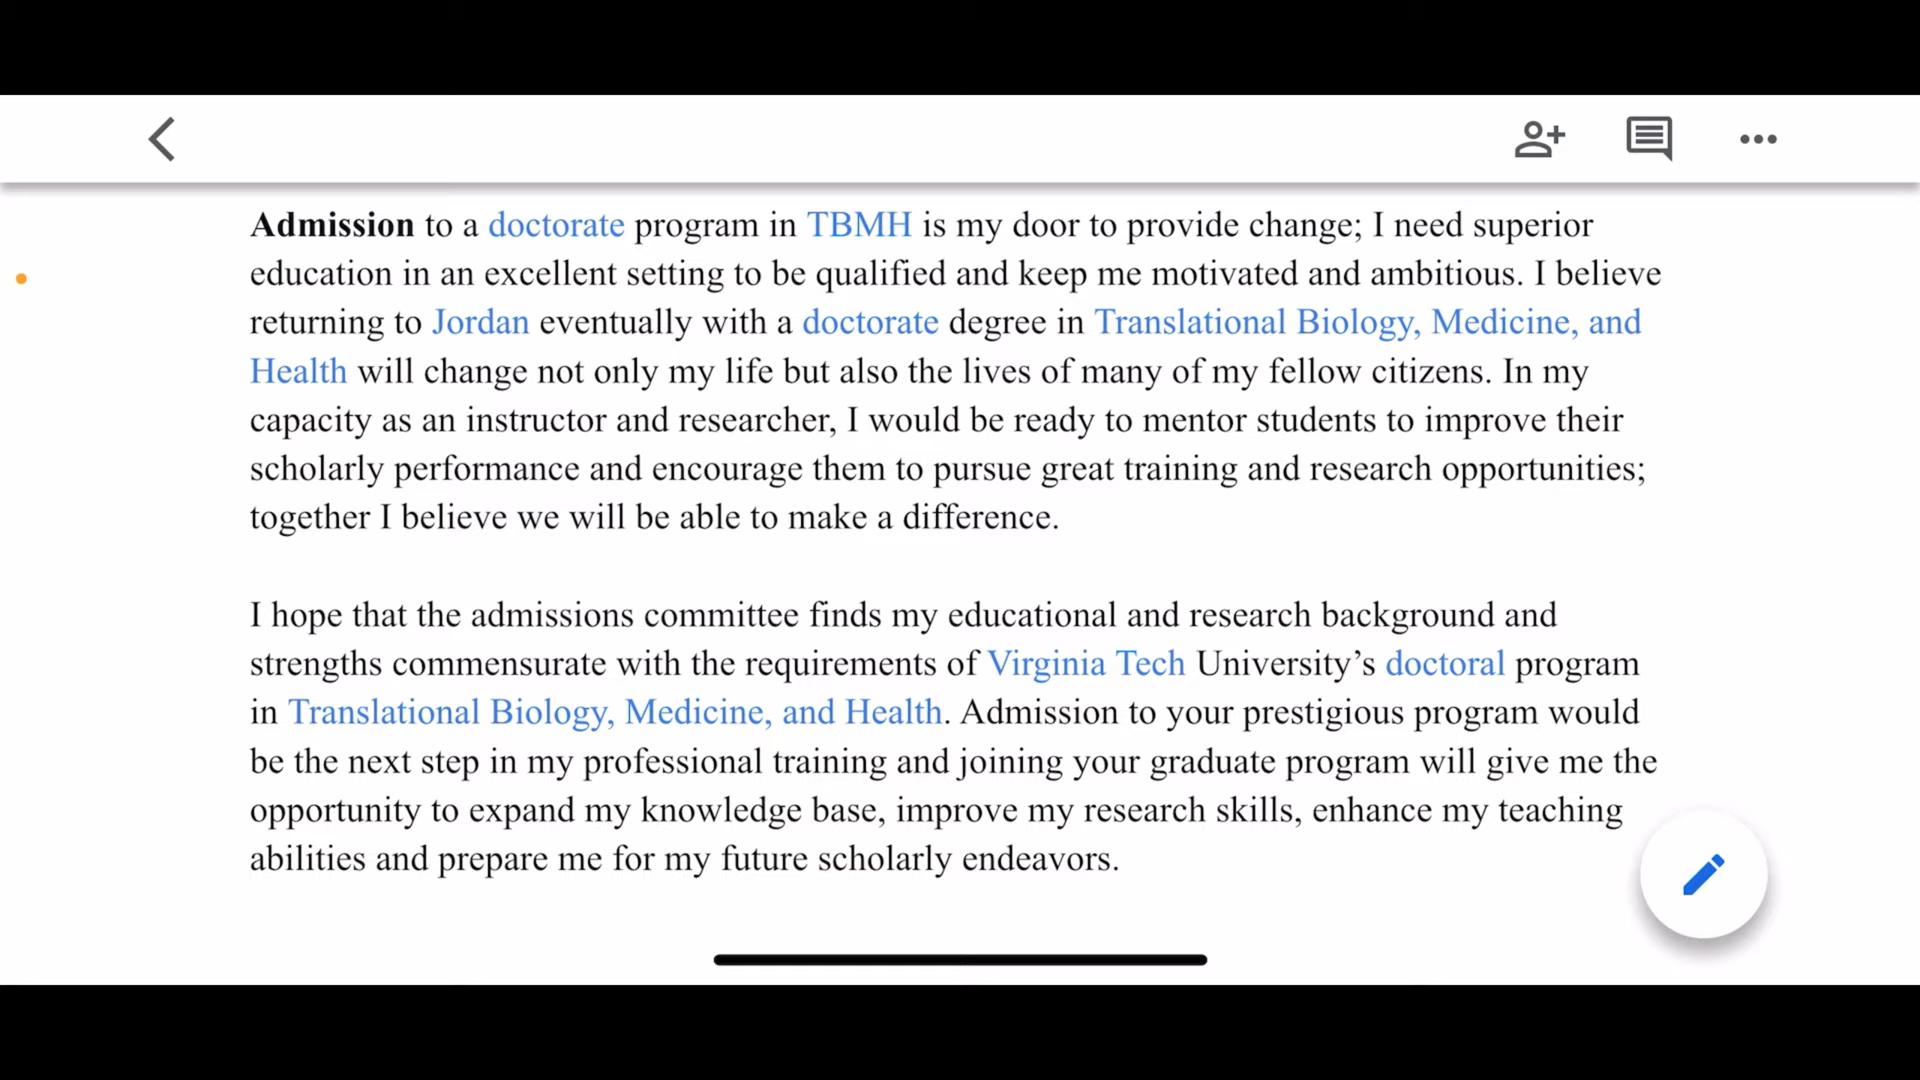 Admission to a doctorate program in TBMH is my door to provide change; I need superior
education in an excellent setting to be qualified and keep me motivated and ambitious. I believe
returning to Jordan eventually with a doctorate degree in Translational Biology, Medicine, and
Health will change not only my life but also the lives of many of my fellow citizens. In my
capacity as an instructor and researcher, I would be ready to mentor students to improve their
scholarly performance and encourage them to pursue great training and research opportunities;
together I believe we will be able to make a difference.
I hope that the admissions committee finds my educational and research background and
strengths commensurate with the requirements of Virginia Tech University’s doctoral program
in Translational Biology, Medicine, and Health. Admission to your prestigious program would
be the next step in my professional training and joining your graduate program will give me the
opportunity to expand my knowledge base, improve my research skills, enhance my teaching
abilities and prepare me for my future scholarly endeavors.